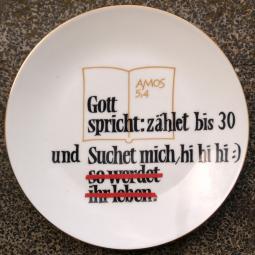 AMOS
5,4
Gott
spricht: zählet bis 30
und Suchet mich, hi hi hi :)
so werdet
ihr leben.